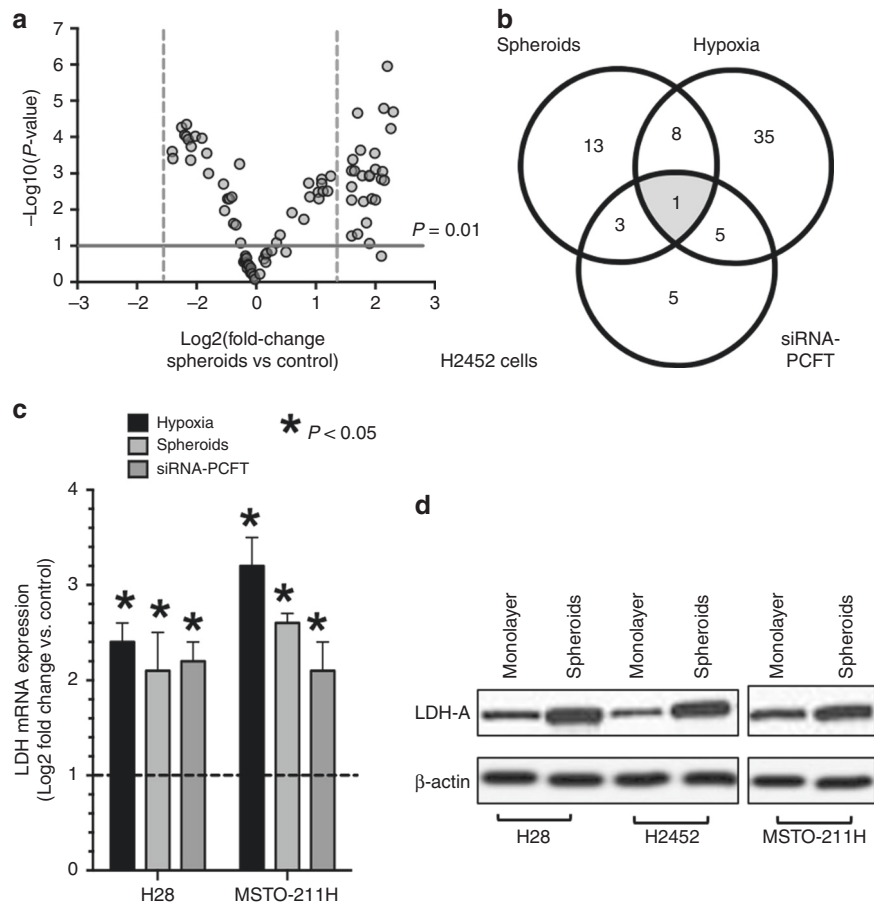 a
7
6
5
4
3
2
1
0
–Log10(P-value)
–3
–2
–2
0
1
2
3
P = 0.01
Log2(fold-change
spheroids vs control)
H2452 cells
b
Spheroids
Hypoxia
13
8
35
1
3
5
5
siRNA-
PCFT
c
Hypoxia
Spheroids
siRNA-PCFT
* P < 0.05
4
3
2
1
0
LDH mRNA expression
(Log2 fold change vs. control)
* * * * * *
H28
MSTO-211H
d
Monolayer
Spheroids
Monolayer
Spheroids
Monolayer
Spheroids
LDH-A
β-actin
H28
H2452
MSTO-211H